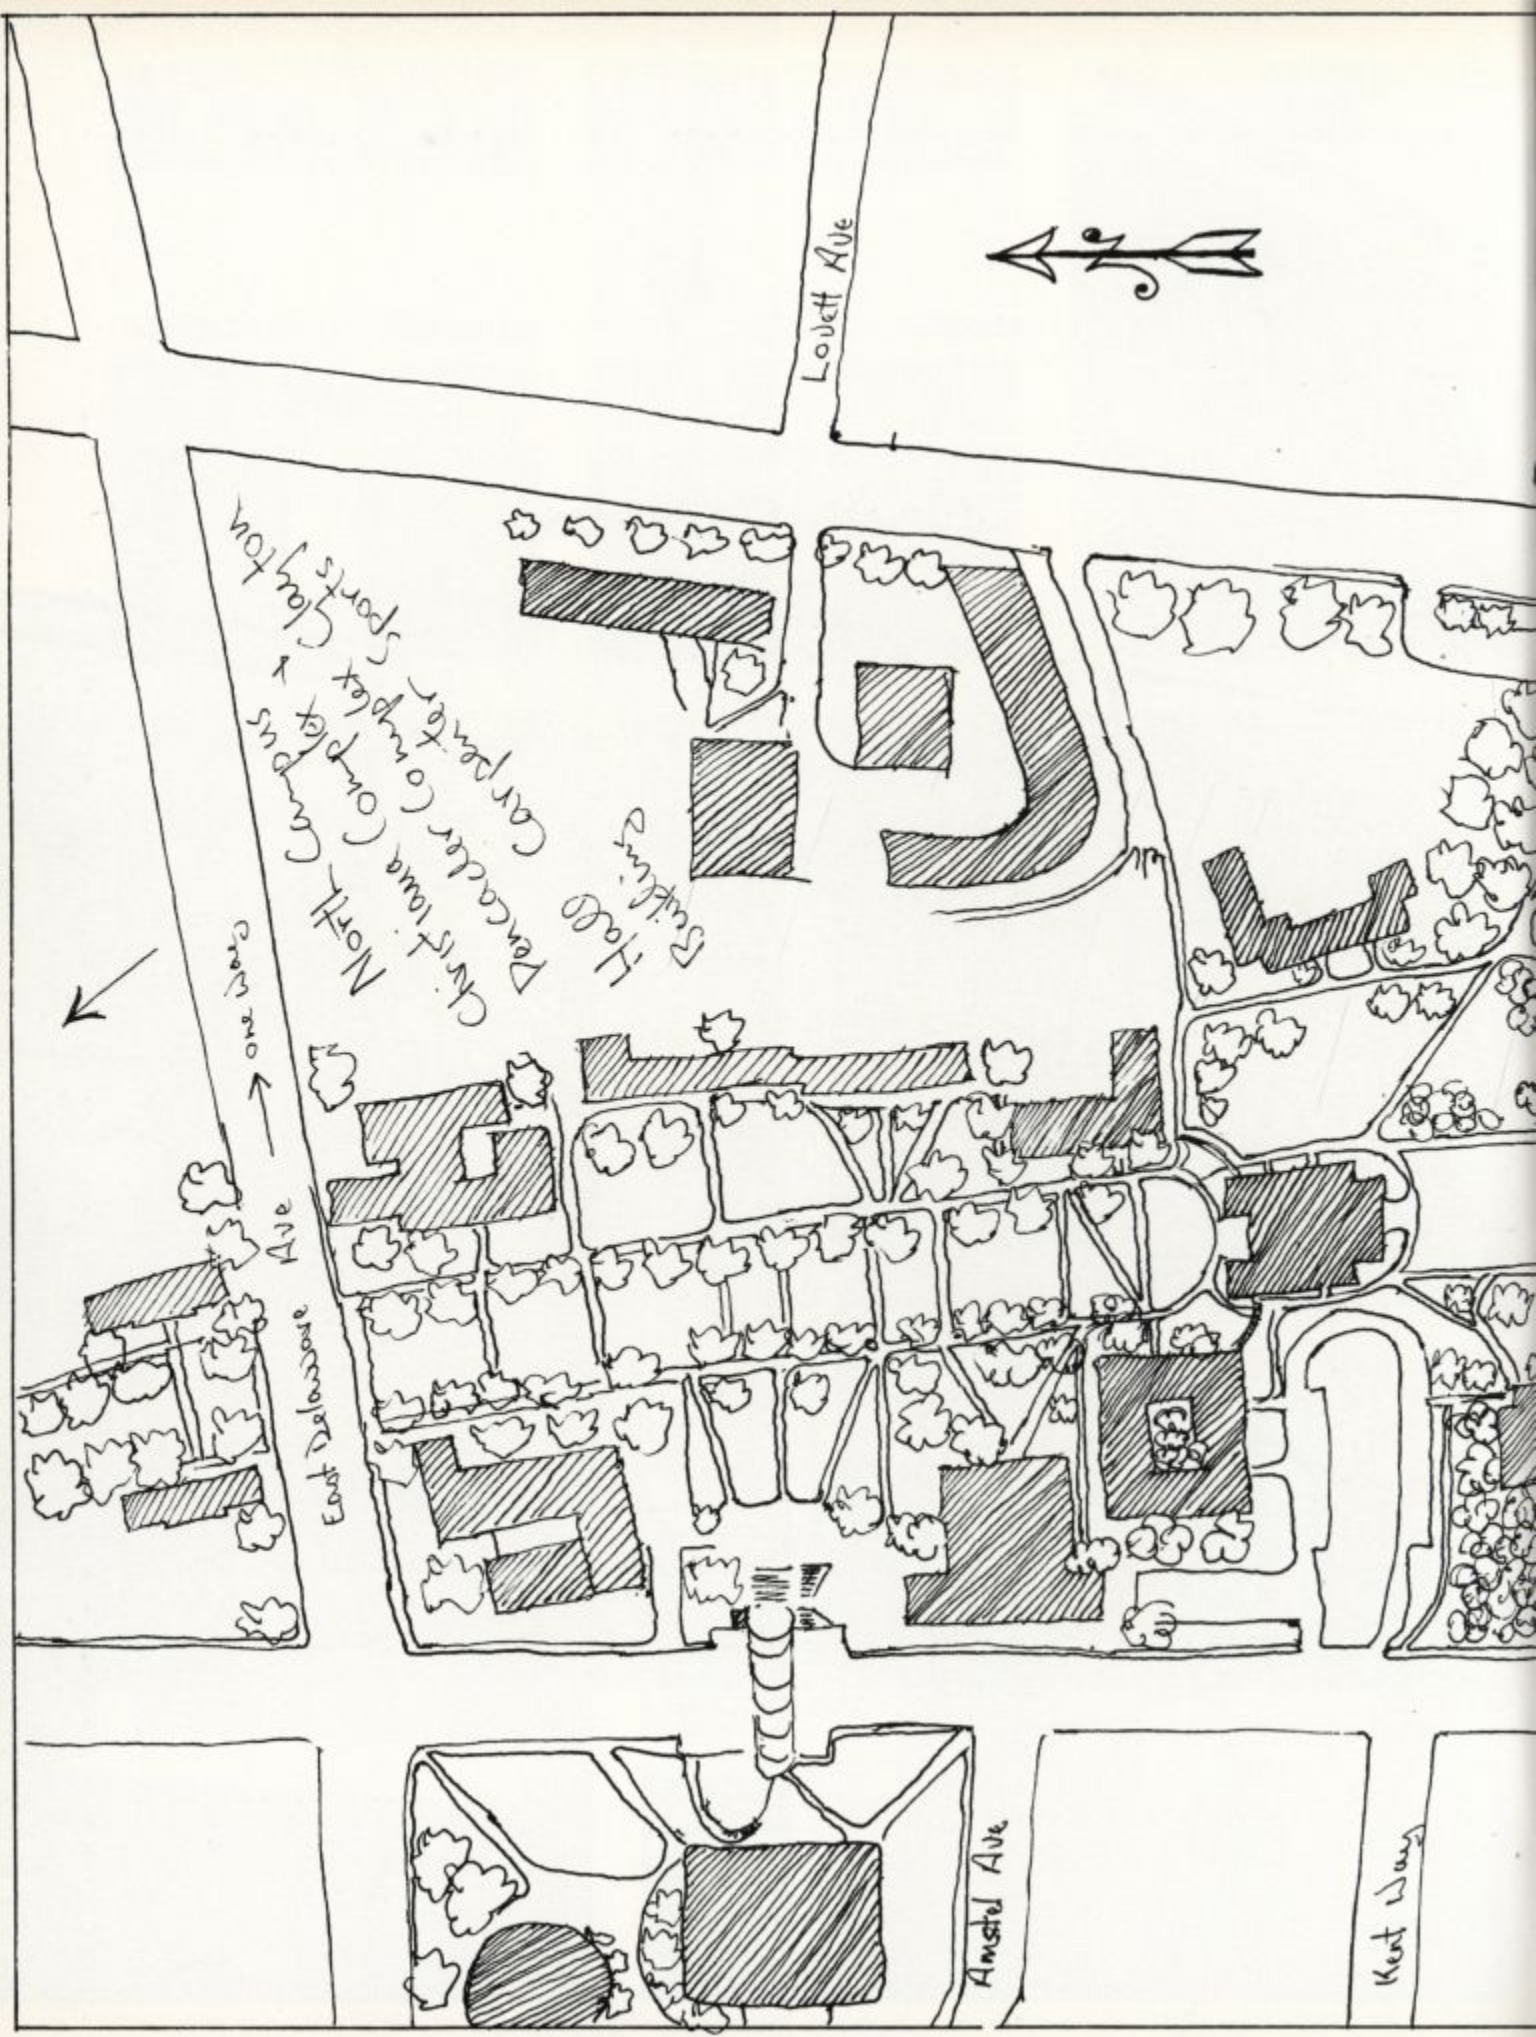 Lovett Ave
North Campus
Christiana Complex & Clayton
Pencader Complex Sports
Hall Carpenter
Building
→ one way
East Delaware Ave
Amstel Ave
Kent Way